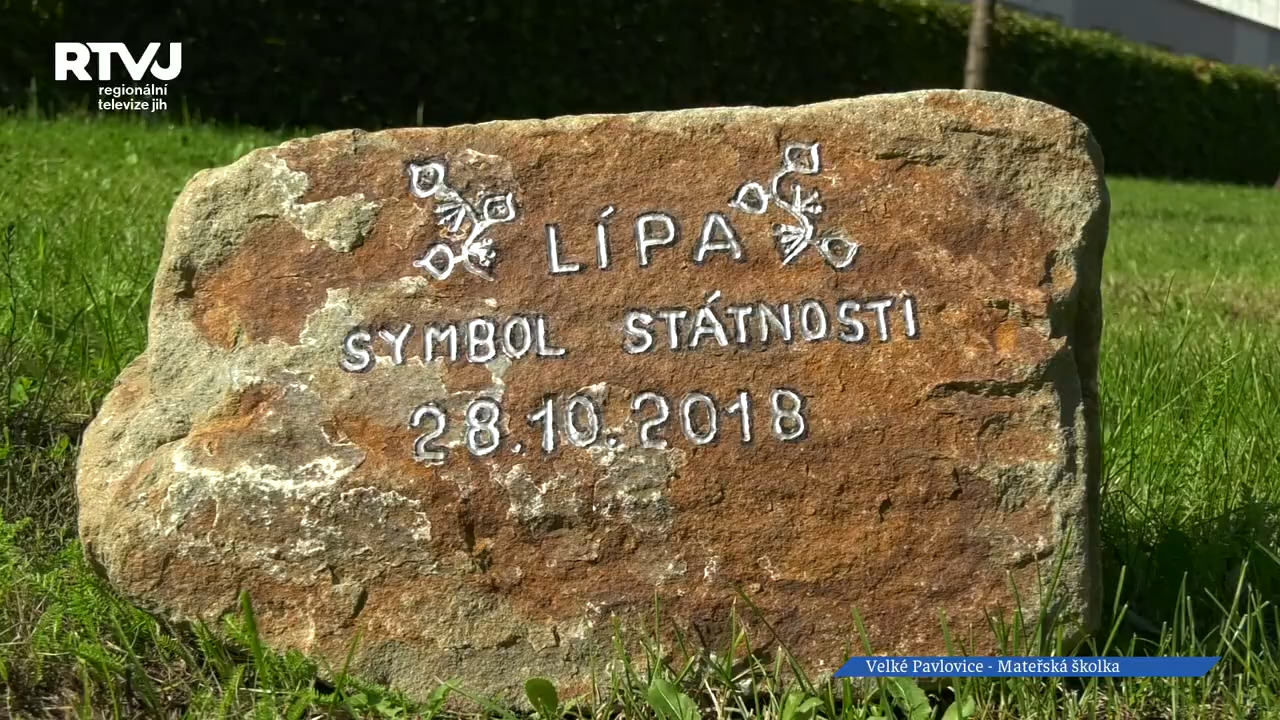 RTVJ
regionální
televize jih
LÍPA
SYMBOL STÁTNOSTI
28.10.2018
Velké Pavlovice - Mateřská školka